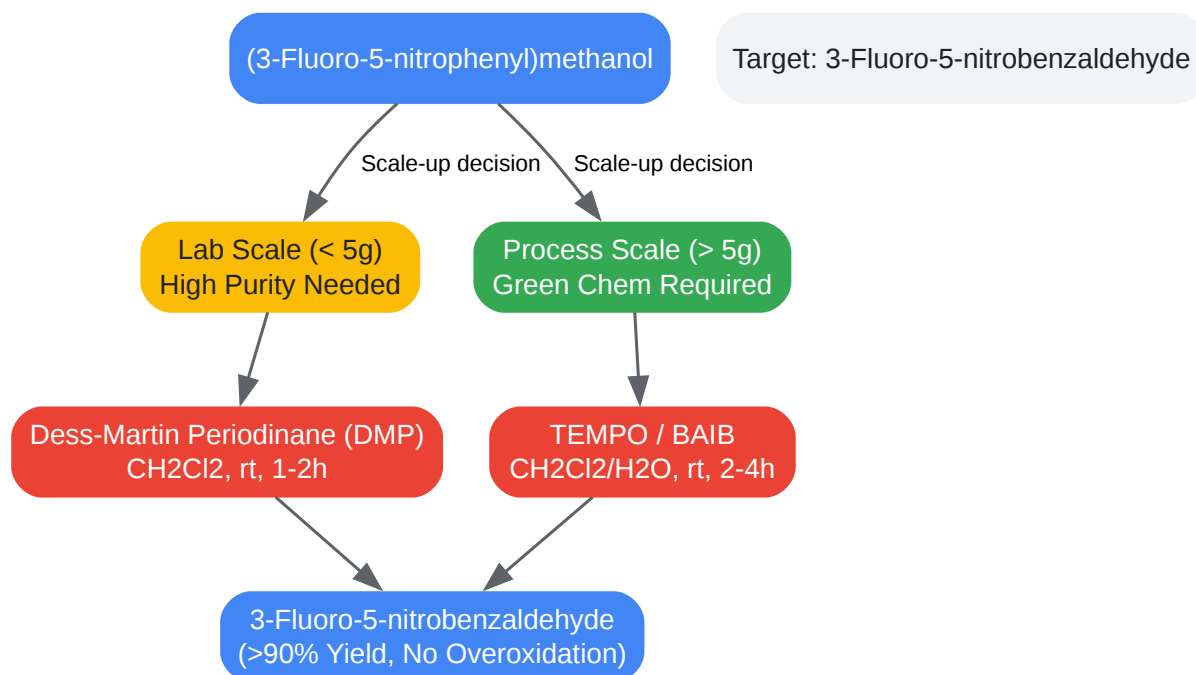 (3-Fluoro-5-nitrophenyl)methanol
Target: 3-Fluoro-5-nitrobenzaldehyde
Scale-up decision
Scale-up decision
Lab Scale (< 5g)
High Purity Needed
Process Scale (> 5g)
Green Chem Required
Dess-Martin Periodinane (DMP)
CH2Cl2, rt, 1-2h
TEMPO / BAIB
CH2Cl2/H2O, rt, 2-4h
3-Fluoro-5-nitrobenzaldehyde
(>90% Yield, No Overoxidation)